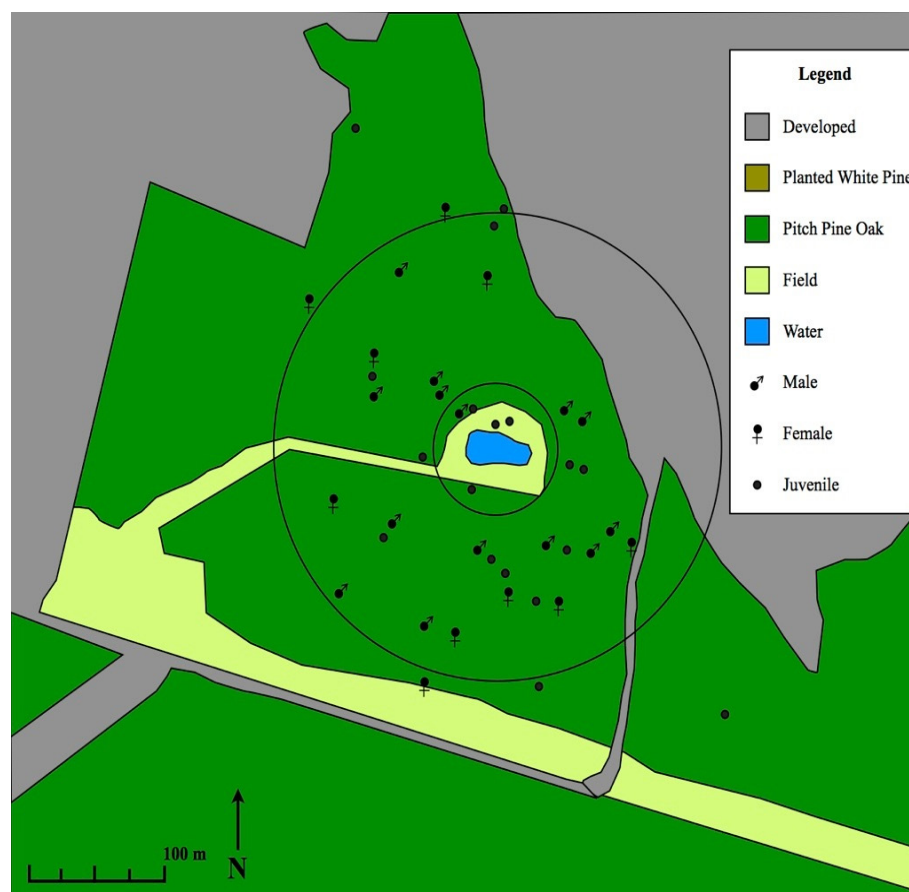 Legend
Developed
Planted White Pine
Pitch Pine Oak
Field
Water
Male
Female
Juvenile
100 m
N